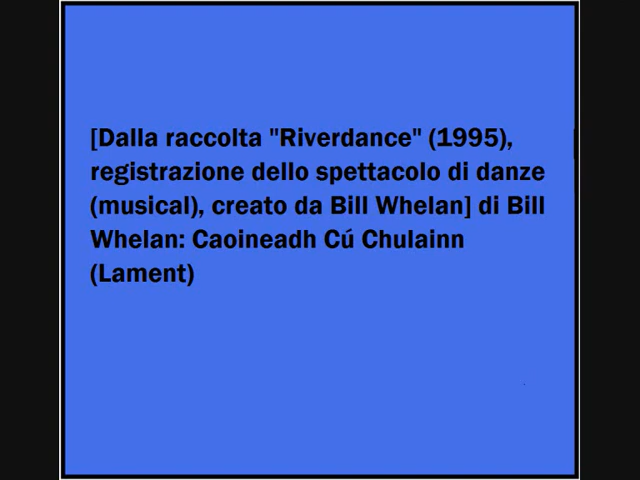 [Dalla raccolta "Riverdance" (1995),
registrazione dello spettacolo di danze
(musical), creato da Bill Whelan] di Bill
Whelan: Caoineadh Cú Chulainn
(Lament)